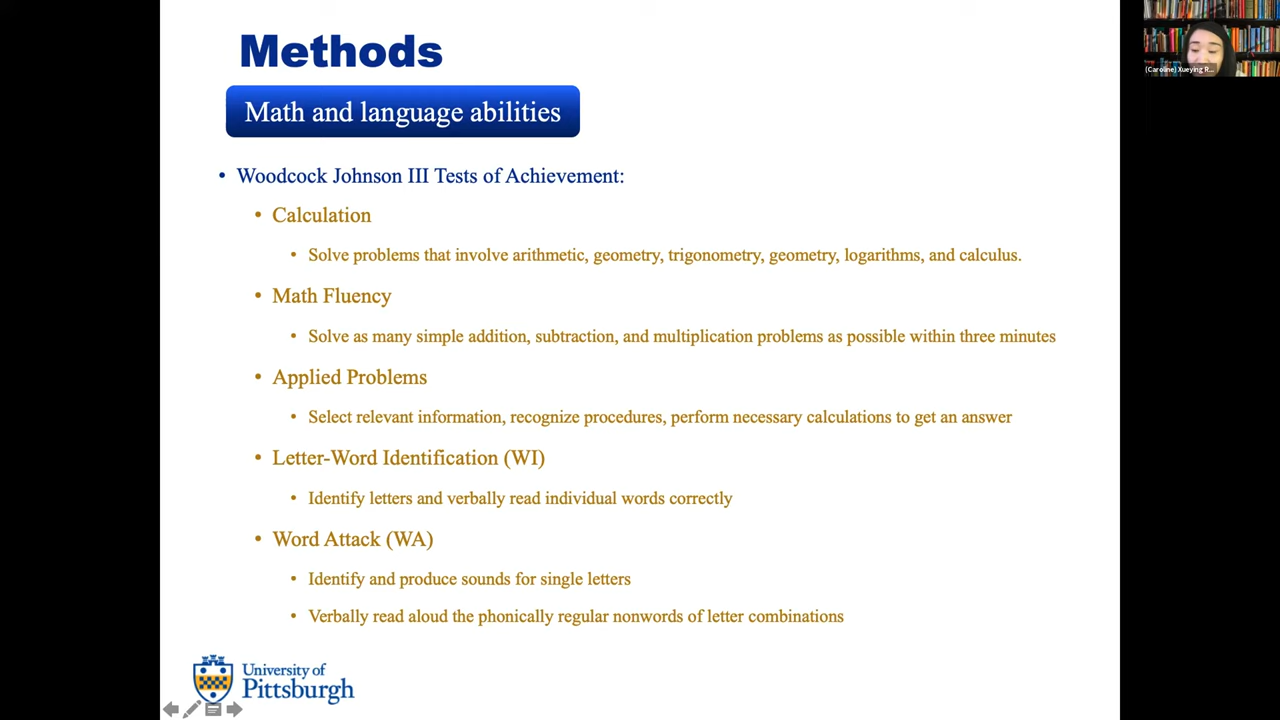 Methods
Math and language abilities
• Woodcock Johnson III Tests of Achievement:
• Calculation
• Solve problems that involve arithmetic, geometry, trigonometry, geometry, logarithms, and calculus.
• Math Fluency
• Solve as many simple addition, subtraction, and multiplication problems as possible within three minutes
• Applied Problems
• Select relevant information, recognize procedures, perform necessary calculations to get an answer
• Letter-Word Identification (WI)
• Identify letters and verbally read individual words correctly
• Word Attack (WA)
• Identify and produce sounds for single letters
• Verbally read aloud the phonically regular nonwords of letter combinations
University of
Pittsburgh
(Caroline) Xueying R...